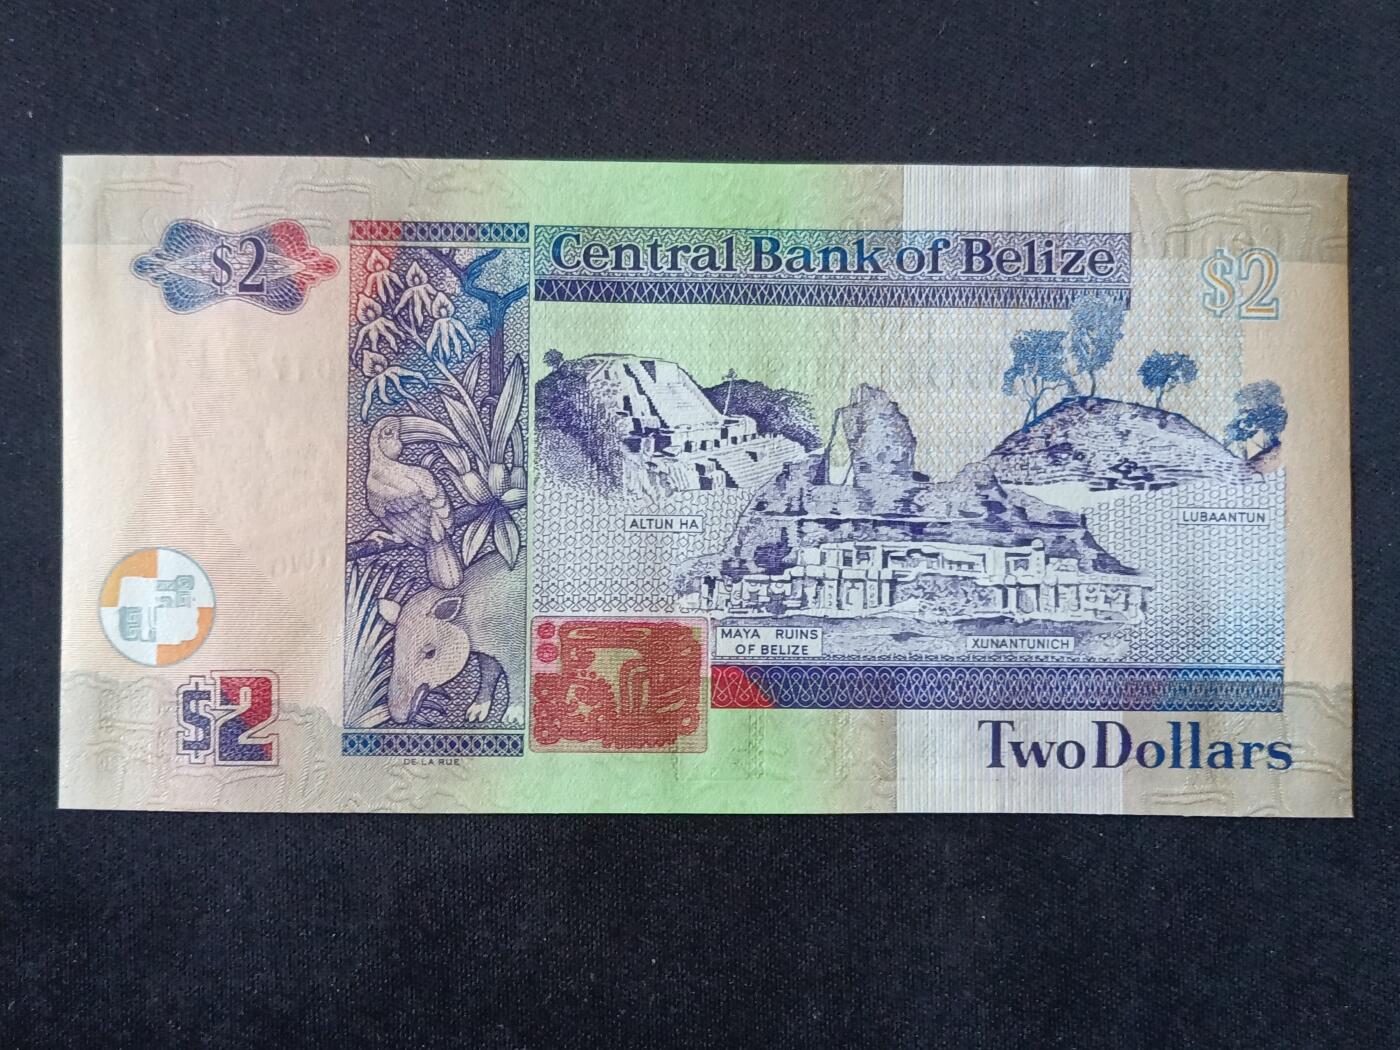 $2
Central Bank of Belize
$2
ALTUN HA
LUBAANTUN
MAYA RUINS
OF BELIZE
XUNANTUNICH
$2
Two Dollars
DE LA RUE